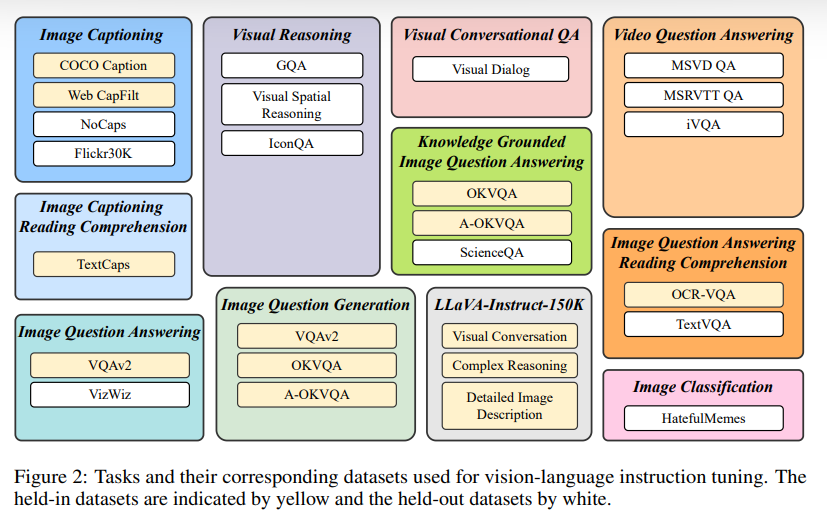 Image Captioning
COCO Caption
Web CapFilt
NoCaps
Flickr30K
Image Captioning
Reading Comprehension
TextCaps
Image Question Answering
VQAv2
VizWiz
Visual Reasoning
GQA
Visual Spatial
Reasoning
IconQA
Image Question Generation
VQAv2
OKVQA
A-OKVQA
Visual Conversational QA
Visual Dialog
Knowledge Grounded
Image Question Answering
OKVQA
A-OKVQA
ScienceQA
LLaVA-Instruct-150K
Visual Conversation
Complex Reasoning
Detailed Image
Description
Video Question Answering
MSVD QA
MSRVTT QA
iVQA
Image Question Answering
Reading Comprehension
OCR-VQA
TextVQA
Image Classification
HatefulMemes
Figure 2: Tasks and their corresponding datasets used for vision-language instruction tuning. The
held-in datasets are indicated by yellow and the held-out datasets by white.